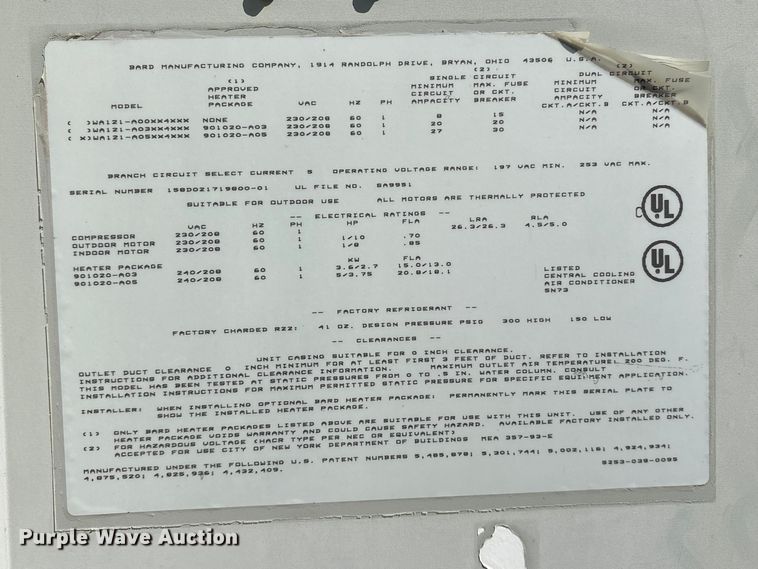 BARD MANUFACTURING COMPANY, 1914 RANDOLPH DRIVE, BRYAN, OHIO 43506 U.S.A.
(1) (2) (2)
APPROVED SINGLE CIRCUIT DUAL CIRCUIT
HEATER MINIMUM MAX. FUSE MINIMUM MAX. FUSE
MODEL PACKAGE VAC HZ PH CIRCUIT OR CKT. CIRCUIT OR CKT.
AMPACITY BREAKER AMPACITY BREAKER
CKT.A/CKT.B CKT.A/CKT.B
( )WA121-A00XX4XXX NONE 230/208 60 1 8 15 N/A N/A
( )WA121-A03XX4XXX 901020-A03 230/208 60 1 20 20 N/A N/A
(X)WA121-A05XX4XXX 901020-A05 230/208 60 1 27 30 N/A N/A
BRANCH CIRCUIT SELECT CURRENT 5 OPERATING VOLTAGE RANGE: 197 VAC MIN. 253 VAC MAX.
SERIAL NUMBER 158D021719800-01 UL FILE NO. SA9951
SUITABLE FOR OUTDOOR USE ALL MOTORS ARE THERMALLY PROTECTED
-- ELECTRICAL RATINGS --
VAC HZ PH HP FLA LRA RLA
COMPRESSOR 230/208 60 1 26.3/26.3 4.5/5.0
OUTDOOR MOTOR 230/208 60 1 1/10 .70
INDOOR MOTOR 230/208 60 1 1/8 .85
HEATER PACKAGE KW FLA
901020-A03 240/208 60 1 3.6/2.7 15.0/13.0
901020-A05 240/208 60 1 5/3.75 20.8/18.1
UL
UL
LISTED
CENTRAL COOLING
AIR CONDITIONER
5N73
-- FACTORY REFRIGERANT --
FACTORY CHARGED R22: 41 OZ. DESIGN PRESSURE PSIG 300 HIGH 150 LOW
-- CLEARANCES --
UNIT CASING SUITABLE FOR 0 INCH CLEARANCE.
OUTLET DUCT CLEARANCE 0 INCH MINIMUM FOR AT LEAST FIRST 3 FEET OF DUCT. REFER TO INSTALLATION
INSTRUCTIONS FOR ADDITIONAL CLEARANCE INFORMATION. MAXIMUM OUTLET AIR TEMPERATURE 200 DEG. F.
THIS MODEL HAS BEEN TESTED AT STATIC PRESSURES FROM 0 TO .5 IN. WATER COLUMN. CONSULT
INSTALLATION INSTRUCTIONS FOR MAXIMUM PERMITTED STATIC PRESSURE FOR SPECIFIC EQUIPMENT APPLICATION.
INSTALLER: WHEN INSTALLING OPTIONAL BARD HEATER PACKAGE: PERMANENTLY MARK THIS SERIAL PLATE TO
SHOW THE INSTALLED HEATER PACKAGE.
(1) ONLY BARD HEATER PACKAGES LISTED ABOVE ARE SUITABLE FOR USE WITH THIS UNIT. USE OF ANY OTHER
HEATER PACKAGE VOIDS WARRANTY AND COULD CAUSE SAFETY HAZARD. AVAILABLE FACTORY INSTALLED ONLY.
(2) FOR HAZARDOUS VOLTAGE (HACR TYPE PER NEC OR EQUIVALENT)
ACCEPTED FOR USE CITY OF NEW YORK DEPARTMENT OF BUILDINGS MEA 357-93-E
MANUFACTURED UNDER THE FOLLOWING U.S. PATENT NUMBERS 5,485,878; 5,301,744; 5,002,116; 4,924,934;
4,875,520; 4,825,936; 4,432,409. 5253-039-0095
Purple Wave Auction